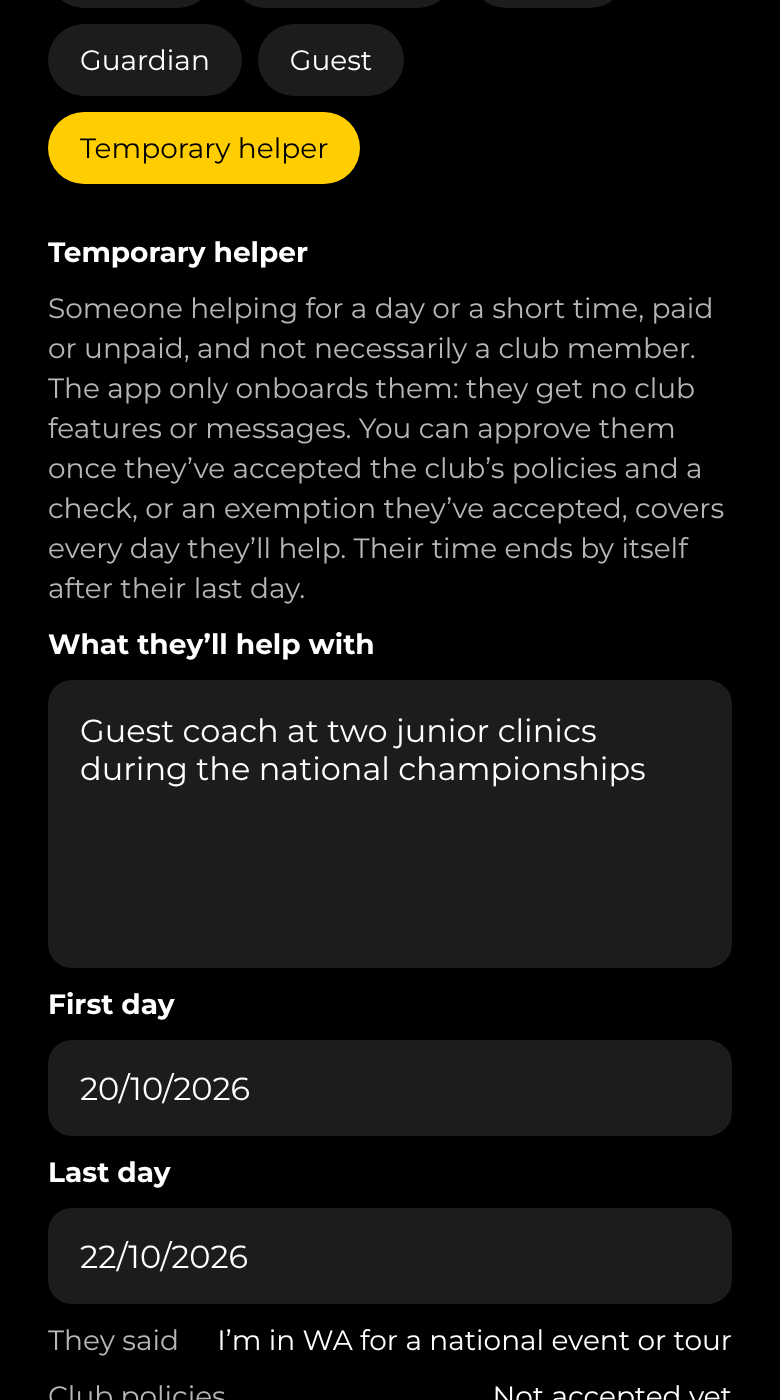 Guardian
Guest
Temporary helper
Temporary helper
Someone helping for a day or a short time, paid
or unpaid, and not necessarily a club member.
The app only onboards them: they get no club
features or messages. You can approve them
once they’ve accepted the club’s policies and a
check, or an exemption they’ve accepted, covers
every day they’ll help. Their time ends by itself
after their last day.
What they’ll help with
Guest coach at two junior clinics
during the national championships
First day
20/10/2026
Last day
22/10/2026
They said I’m in WA for a national event or tour
Club policies Not accepted yet